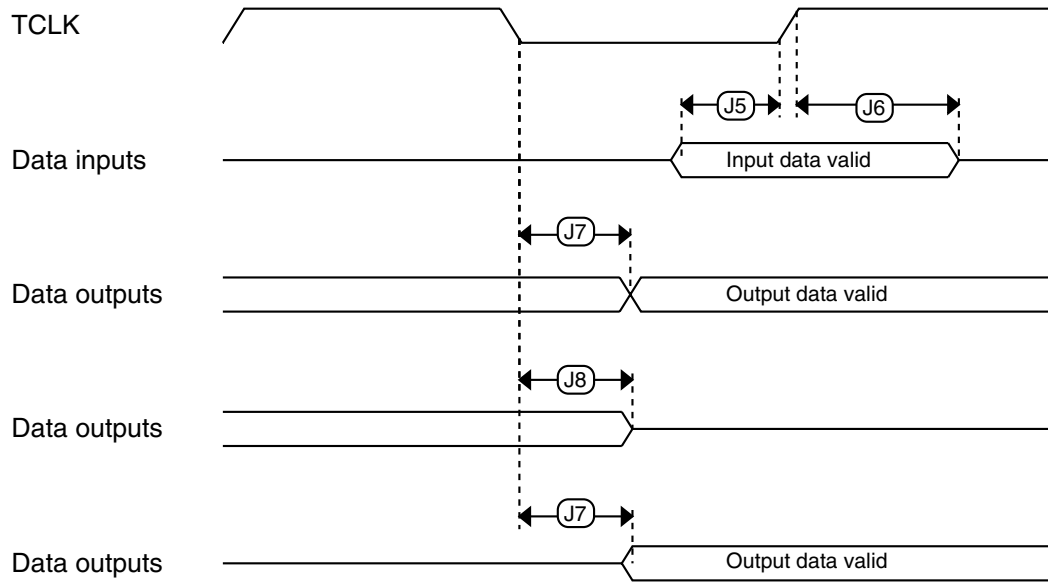 TCLK
J5
J6
Data inputs
Input data valid
J7
Data outputs
Output data valid
J8
Data outputs
J7
Data outputs
Output data valid